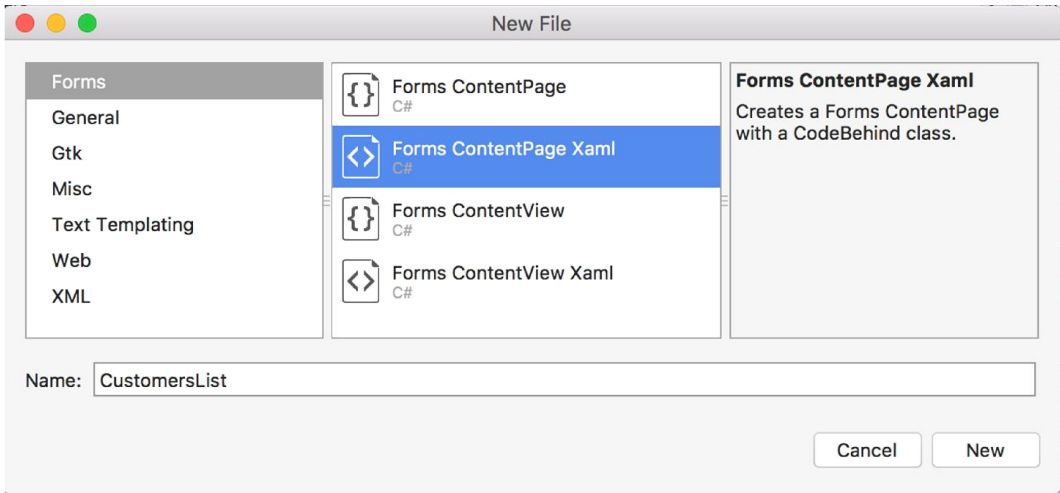 New File
Forms
General
Gtk
Misc
Text Templating
Web
XML
{} Forms ContentPage
C#
<> Forms ContentPage Xaml
C#
{} Forms ContentView
C#
<> Forms ContentView Xaml
C#
Forms ContentPage Xaml
Creates a Forms ContentPage
with a CodeBehind class.
Name: CustomersList
Cancel New